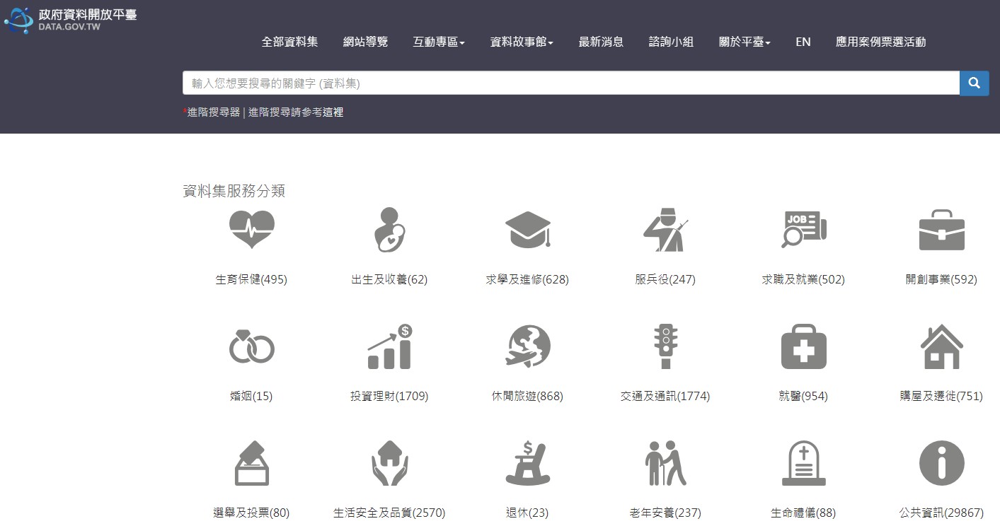 政府資料開放平臺
DATA.GOV.TW
全部資料集 網站導覽 互動專區 資料故事館 最新消息 諮詢小組 關於平臺 EN 應用案例票選活動
輸入您想要搜尋的關鍵字 (資料集)
*進階搜尋器 | 進階搜尋請參考這裡
資料集服務分類
JOB
生育保健(495) 出生及收養(62) 求學及進修(628) 服兵役(247) 求職及就業(502) 開創事業(592)
$
婚姻(15) 投資理財(1709) 休閒旅遊(868) 交通及通訊(1774) 就醫(954) 購屋及遷徙(751)
$
選舉及投票(80) 生活安全及品質(2570) 退休(23) 老年安養(237) 生命禮儀(88) 公共資訊(29867)